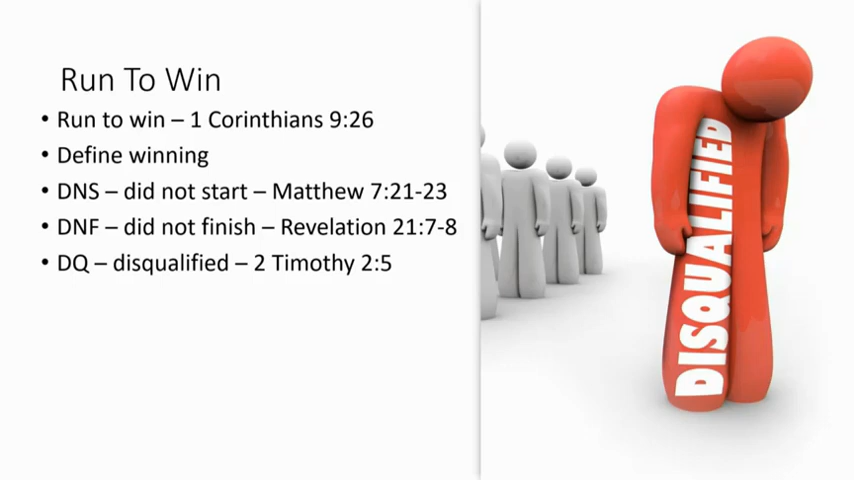 Run To Win
• Run to win – 1 Corinthians 9:26
• Define winning
• DNS – did not start – Matthew 7:21-23
• DNF – did not finish – Revelation 21:7-8
• DQ – disqualified – 2 Timothy 2:5
DISQUALIFIED